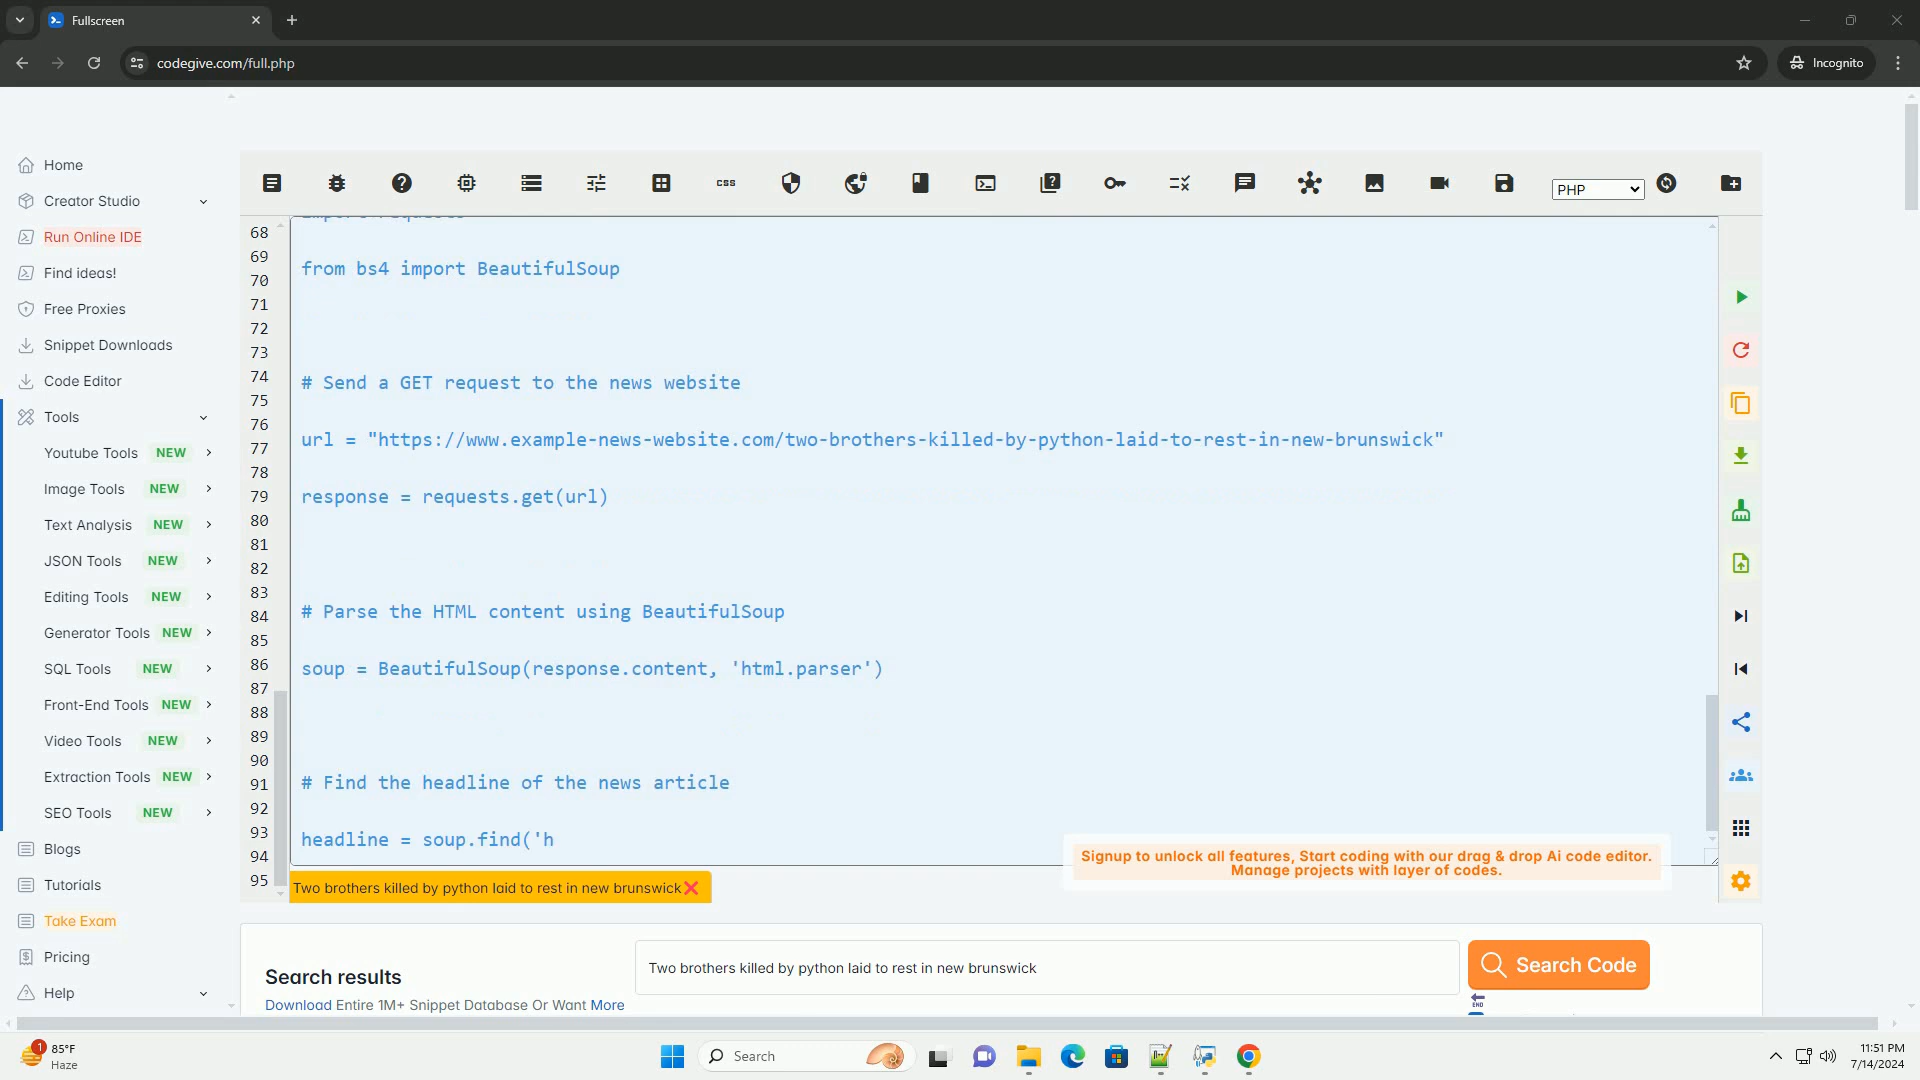 Fullscreen
codegive.com/full.php
Incognito
Home
Creator Studio
Run Online IDE
Find ideas!
Free Proxies
Snippet Downloads
Code Editor
Tools
Youtube Tools NEW
Image Tools NEW
Text Analysis NEW
JSON Tools NEW
Editing Tools NEW
Generator Tools NEW
SQL Tools NEW
Front-End Tools NEW
Video Tools NEW
Extraction Tools NEW
SEO Tools NEW
Blogs
Tutorials
Take Exam
Pricing
Help
css
PHP
68
69
70
71
72
73
74
75
76
77
78
79
80
81
82
83
84
85
86
87
88
89
90
91
92
93
94
95
import requests
from bs4 import BeautifulSoup
# Send a GET request to the news website
url = "https://www.example-news-website.com/two-brothers-killed-by-python-laid-to-rest-in-new-brunswick"
response = requests.get(url)
# Parse the HTML content using BeautifulSoup
soup = BeautifulSoup(response.content, 'html.parser')
# Find the headline of the news article
headline = soup.find('h
Signup to unlock all features, Start coding with our drag & drop Ai code editor.
Manage projects with layer of codes.
Two brothers killed by python laid to rest in new brunswick
Search results
Download Entire 1M+ Snippet Database Or Want More
Two brothers killed by python laid to rest in new brunswick
Search Code
END
1
85°F
Haze
Search
11:51 PM
7/14/2024